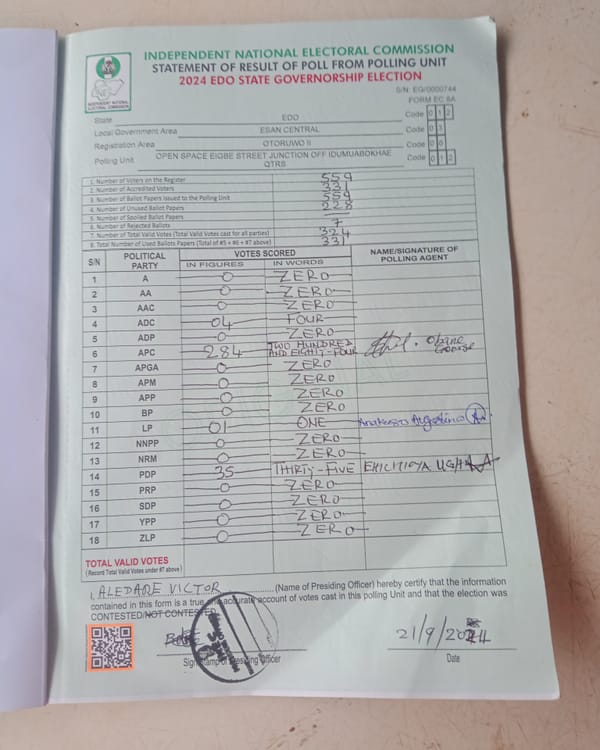 INDEPENDENT NATIONAL ELECTORAL COMMISSION
STATEMENT OF RESULT OF POLL FROM POLLING UNIT
2024 EDO STATE GOVERNORSHIP ELECTION
INDEPENDENT NATIONAL ELECTORAL COMMISSION
S/N: EG/0000744
FORM EC 8A
State EDO Code 0 1 2
Local Government Area ESAN CENTRAL Code 0 3
Registration Area OTORUWO II Code 0
Polling Unit OPEN SPACE EIGBE STREET JUNCTION OFF IDUMUABOKHAE QTRS Code 0 1 2
1. Number of Voters on the Register 559
2. Number of Accredited Voters 331
3. Number of Ballot Papers Issued to the Polling Unit 559
4. Number of Unused Ballot Papers 228
5. Number of Spoiled Ballot Papers —
6. Number of Rejected Ballots 7
7. Number of Total Valid Votes (Total Valid Votes cast for all parties) 324
8. Total Number of Used Ballots Papers (Total of #5 + #6 + #7 above) 331
S/N POLITICAL PARTY VOTES SCORED NAME/SIGNATURE OF POLLING AGENT
IN FIGURES IN WORDS
1 A 0 ZERO
2 AA 0 ZERO
3 AAC 0 ZERO
4 ADC 04 FOUR
5 ADP 0 ZERO
6 APC 284 TWO HUNDRED AND EIGHTY-FOUR
7 APGA 0 ZERO
8 APM 0 ZERO
9 APP 0 ZERO
10 BP 0 ZERO
11 LP 01 ONE
12 NNPP 0 ZERO
13 NRM 0 ZERO
14 PDP 35 THIRTY-FIVE
15 PRP 0 ZERO
16 SDP 0 ZERO
17 YPP 0 ZERO
18 ZLP 0 ZERO
TOTAL VALID VOTES
(Record Total Valid Votes under #7 above)
I, ALEDARE VICTOR (Name of Presiding Officer) hereby certify that the information
contained in this form is a true and accurate account of votes cast in this polling Unit and that the election was
CONTESTED/NOT CONTESTED.
21/9/2024
Sign/Stamp of Presiding Officer Date